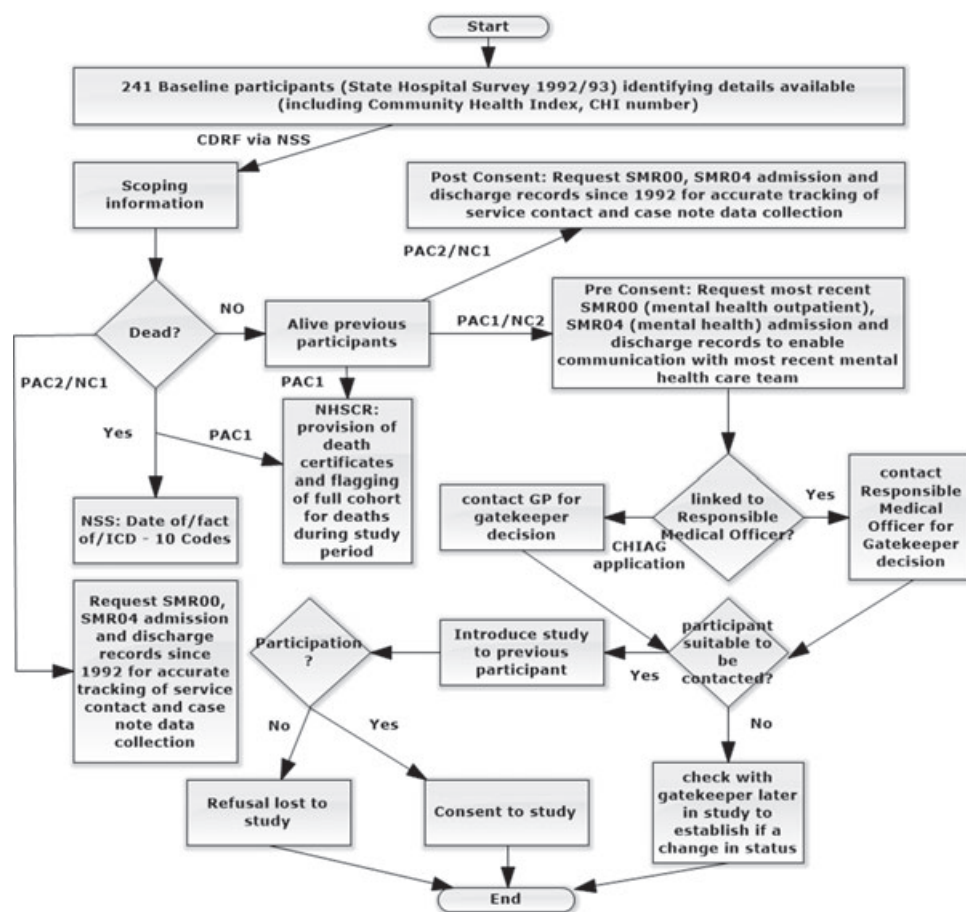 Start
241 Baseline participants (State Hospital Survey 1992/93) identifying details available
(including Community Health Index, CHI number)
CDRF via NSS
Scoping
information
Post Consent: Request SMR00, SMR04 admission and
discharge records since 1992 for accurate tracking of
service contact and case note data collection
PAC2/NC1
Dead?
NO
Alive previous
participants
PAC1/NC2
Pre Consent: Request most recent
SMR00 (mental health outpatient),
SMR04 (mental health) admission and
discharge records to enable
communication with most recent mental
health care team
PAC2/NC1
PAC1
Yes
PAC1
NHSCR:
provision of
death
certificates
and flagging
of full cohort
for deaths
during study
period
NSS: Date of/fact
of/ICD - 10 Codes
contact GP for
gatekeeper
decision
linked to
Responsible
Medical Officer?
Yes
contact
Responsible
Medical
Officer for
Gatekeeper
decision
CHIAG
application
Request SMR00,
SMR04 admission
and discharge
records since
1992 for accurate
tracking of service
contact and case
note data
collection
Participation
?
Introduce study
to previous
participant
Yes
participant
suitable to
be
contacted?
No
Yes
No
Refusal lost to
study
Consent to study
check with
gatekeeper later
in study to
establish if a
change in status
End